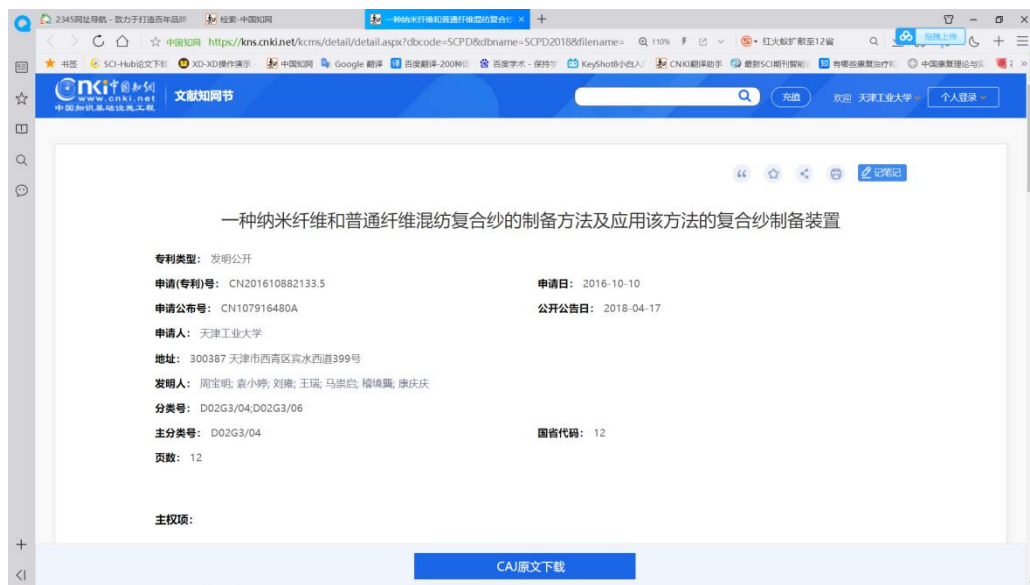 2345网址导航 - 致力于打造百年品牌
检索-中国知网
一种纳米纤维和普通纤维混纺复合纱
中国知网 https://kns.cnki.net/kcms/detail/detail.aspx?dbcode=SCPD&dbname=SCPD2018&filename=
110%
红火蚁扩散至12省
拖拽上传
书签
SCI-Hub论文下载
XD-XD操作演示
中国知网
Google 翻译
百度翻译-200种语
百度学术 - 保持学
KeyShot8小白入
CNKI翻译助手
最新SCI期刊智能
有哪些康复治疗
中国康复理论与实
CNKI中国知网
www.cnki.net
中国知识基础设施工程
文献知网节
充值
欢迎 天津工业大学
个人登录
记笔记
一种纳米纤维和普通纤维混纺复合纱的制备方法及应用该方法的复合纱制备装置
专利类型： 发明公开
申请(专利)号： CN201610882133.5
申请日： 2016-10-10
申请公布号： CN107916480A
公开公告日： 2018-04-17
申请人： 天津工业大学
地址： 300387 天津市西青区宾水西道399号
发明人： 周宝明; 袁小婷; 刘雍; 王瑞; 马崇启; 康庆庆
分类号： D02G3/04;D02G3/06
主分类号： D02G3/04
国省代码： 12
页数： 12
主权项：
CAJ原文下载